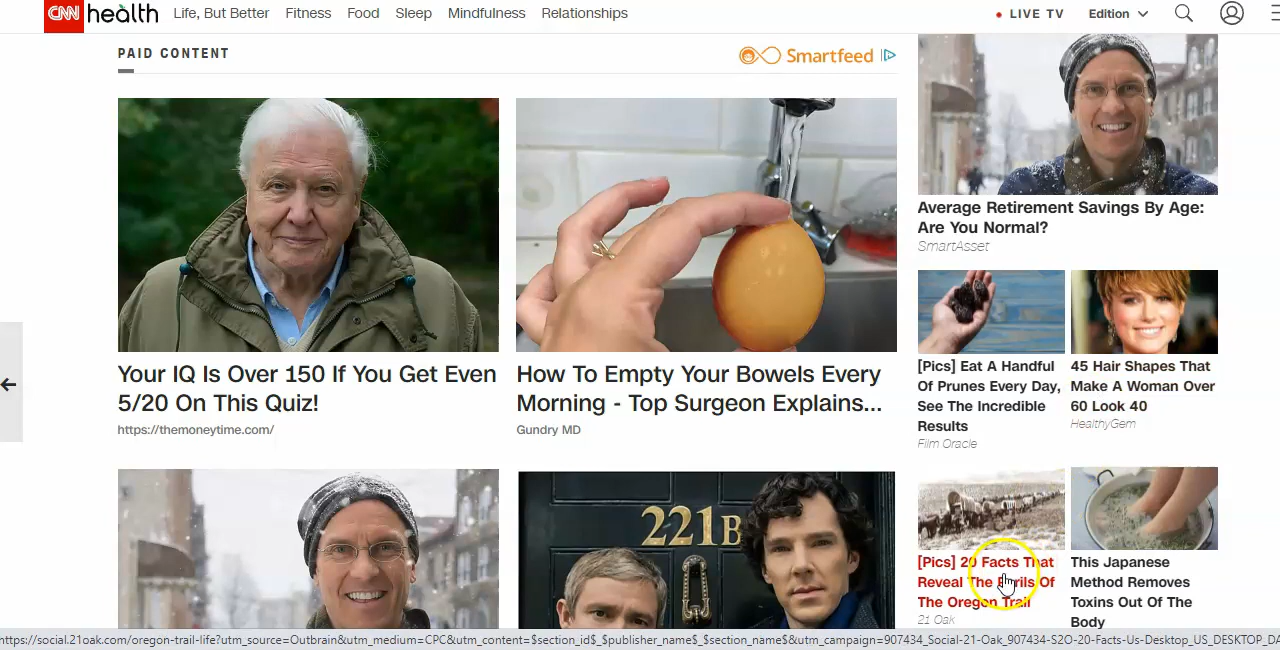 CNN health
Life, But Better
Fitness
Food
Sleep
Mindfulness
Relationships
LIVE TV
Edition
PAID CONTENT
Smartfeed
Your IQ Is Over 150 If You Get Even
5/20 On This Quiz!
https://themoneytime.com/
How To Empty Your Bowels Every
Morning - Top Surgeon Explains...
Gundry MD
221B
Average Retirement Savings By Age:
Are You Normal?
SmartAsset
[Pics] Eat A Handful
Of Prunes Every Day,
See The Incredible
Results
Film Oracle
45 Hair Shapes That
Make A Woman Over
60 Look 40
HealthyGem
[Pics] 20 Facts That
Reveal The Perils Of
The Oregon Trail
21 Oak
This Japanese
Method Removes
Toxins Out Of The
Body
https://social.21oak.com/oregon-trail-life?utm_source=Outbrain&utm_medium=CPC&utm_content=$section_id$_$publisher_name$_$section_name$&utm_campaign=907434_Social-21-Oak_907434-S2O-20-Facts-Us-Desktop_US_DESKTOP_DA